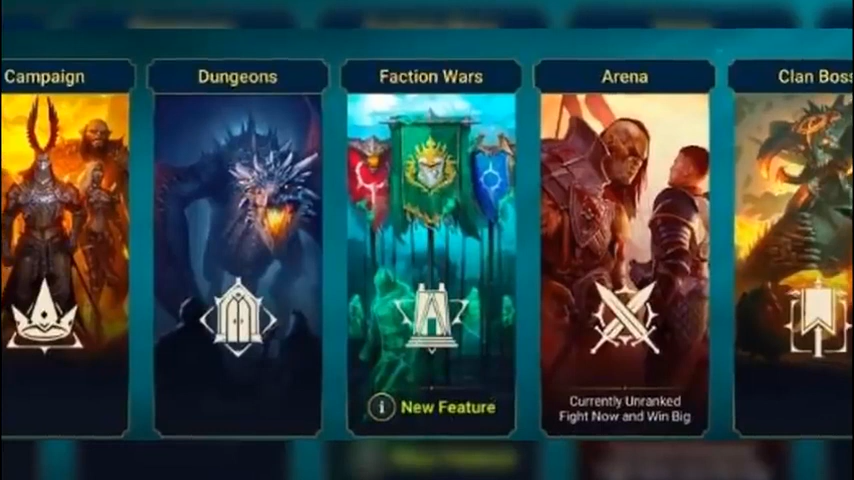 Campaign
Dungeons
Faction Wars
Arena
Clan Boss
i New Feature
Currently Unranked
Fight Now and Win Big